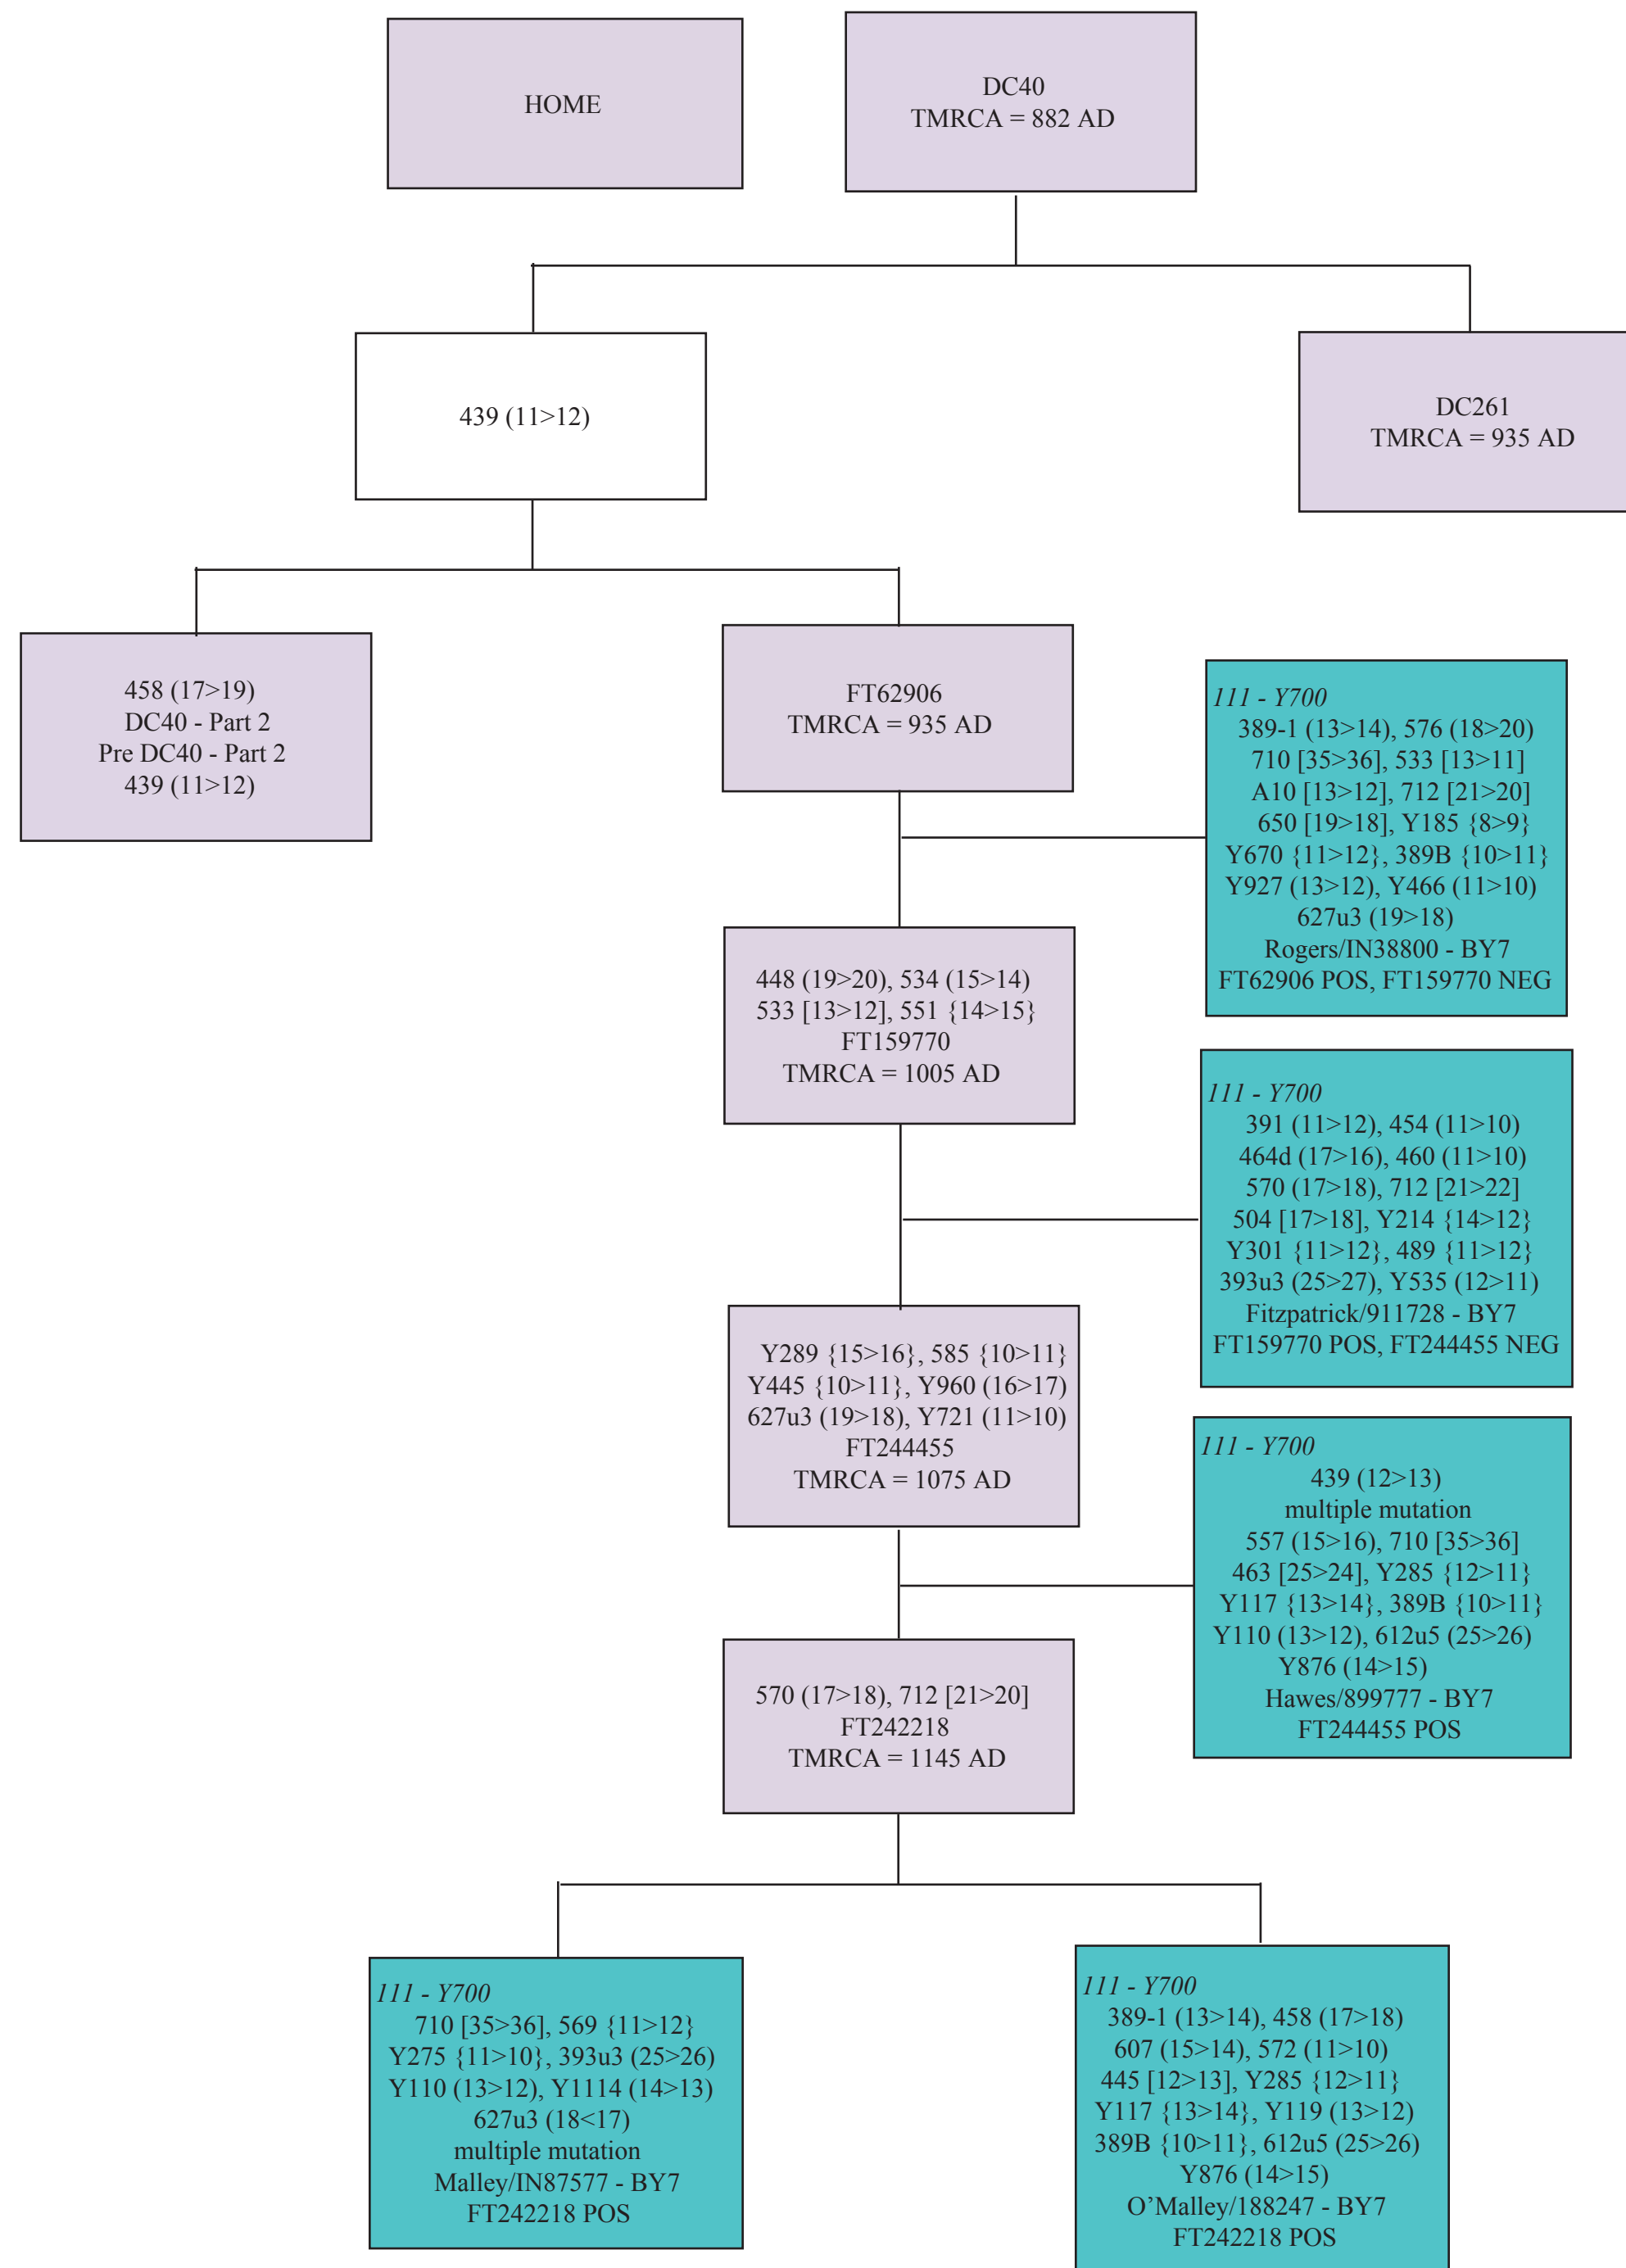 HOME
DC40
TMRCA = 882 AD
439 (11>12)
DC261
TMRCA = 935 AD
458 (17>19)
DC40 - Part 2
Pre DC40 - Part 2
439 (11>12)
FT62906
TMRCA = 935 AD
111 - Y700
389-1 (13>14), 576 (18>20)
710 [35>36], 533 [13>11]
A10 [13>12], 712 [21>20]
650 [19>18], Y185 {8>9}
Y670 {11>12}, 389B {10>11}
Y927 (13>12), Y466 (11>10)
627u3 (19>18)
Rogers/IN38800 - BY7
FT62906 POS, FT159770 NEG
448 (19>20), 534 (15>14)
533 [13>12], 551 {14>15}
FT159770
TMRCA = 1005 AD
111 - Y700
391 (11>12), 454 (11>10)
464d (17>16), 460 (11>10)
570 (17>18), 712 [21>22]
504 [17>18], Y214 {14>12}
Y301 {11>12}, 489 {11>12}
393u3 (25>27), Y535 (12>11)
Fitzpatrick/911728 - BY7
FT159770 POS, FT244455 NEG
Y289 {15>16}, 585 {10>11}
Y445 {10>11}, Y960 (16>17)
627u3 (19>18), Y721 (11>10)
FT244455
TMRCA = 1075 AD
111 - Y700
439 (12>13)
multiple mutation
557 (15>16), 710 [35>36]
463 [25>24], Y285 {12>11}
Y117 {13>14}, 389B {10>11}
Y110 (13>12), 612u5 (25>26)
Y876 (14>15)
Hawes/899777 - BY7
FT244455 POS
570 (17>18), 712 [21>20]
FT242218
TMRCA = 1145 AD
111 - Y700
710 [35>36], 569 {11>12}
Y275 {11>10}, 393u3 (25>26)
Y110 (13>12), Y1114 (14>13)
627u3 (18<17)
multiple mutation
Malley/IN87577 - BY7
FT242218 POS
111 - Y700
389-1 (13>14), 458 (17>18)
607 (15>14), 572 (11>10)
445 [12>13], Y285 {12>11}
Y117 {13>14}, Y119 (13>12)
389B {10>11}, 612u5 (25>26)
Y876 (14>15)
O’Malley/188247 - BY7
FT242218 POS